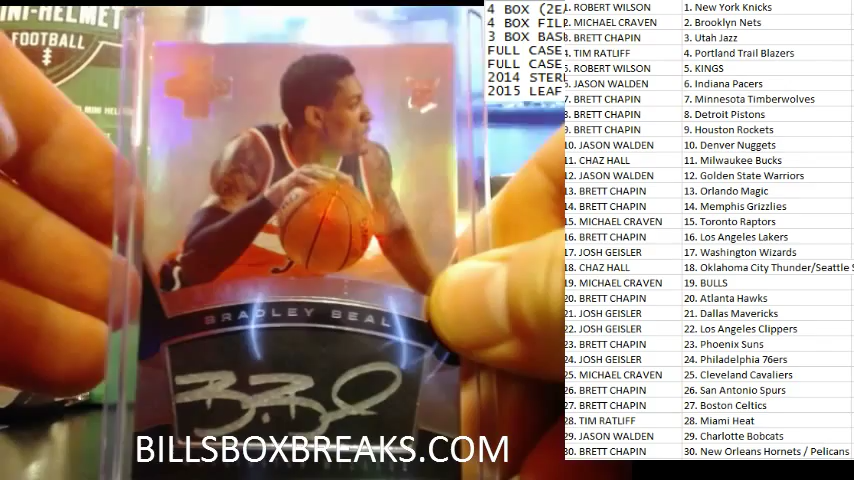 MINI-HELMET
FOOTBALL
BRADLEY BEAL
BILLSBOXBREAKS.COM
4 BOX (2E
4 BOX FIL
3 BOX BAS
FULL CASE
FULL CASE
2014 STER
2015 LEAF
1. ROBERT WILSON 1. New York Knicks
2. MICHAEL CRAVEN 2. Brooklyn Nets
3. BRETT CHAPIN 3. Utah Jazz
4. TIM RATLIFF 4. Portland Trail Blazers
5. ROBERT WILSON 5. KINGS
6. JASON WALDEN 6. Indiana Pacers
7. BRETT CHAPIN 7. Minnesota Timberwolves
8. BRETT CHAPIN 8. Detroit Pistons
9. BRETT CHAPIN 9. Houston Rockets
10. JASON WALDEN 10. Denver Nuggets
11. CHAZ HALL 11. Milwaukee Bucks
12. JASON WALDEN 12. Golden State Warriors
13. BRETT CHAPIN 13. Orlando Magic
14. BRETT CHAPIN 14. Memphis Grizzlies
15. MICHAEL CRAVEN 15. Toronto Raptors
16. BRETT CHAPIN 16. Los Angeles Lakers
17. JOSH GEISLER 17. Washington Wizards
18. CHAZ HALL 18. Oklahoma City Thunder/Seattle S
19. MICHAEL CRAVEN 19. BULLS
20. BRETT CHAPIN 20. Atlanta Hawks
21. JOSH GEISLER 21. Dallas Mavericks
22. JOSH GEISLER 22. Los Angeles Clippers
23. BRETT CHAPIN 23. Phoenix Suns
24. JOSH GEISLER 24. Philadelphia 76ers
25. MICHAEL CRAVEN 25. Cleveland Cavaliers
26. BRETT CHAPIN 26. San Antonio Spurs
27. BRETT CHAPIN 27. Boston Celtics
28. TIM RATLIFF 28. Miami Heat
29. JASON WALDEN 29. Charlotte Bobcats
30. BRETT CHAPIN 30. New Orleans Hornets / Pelicans